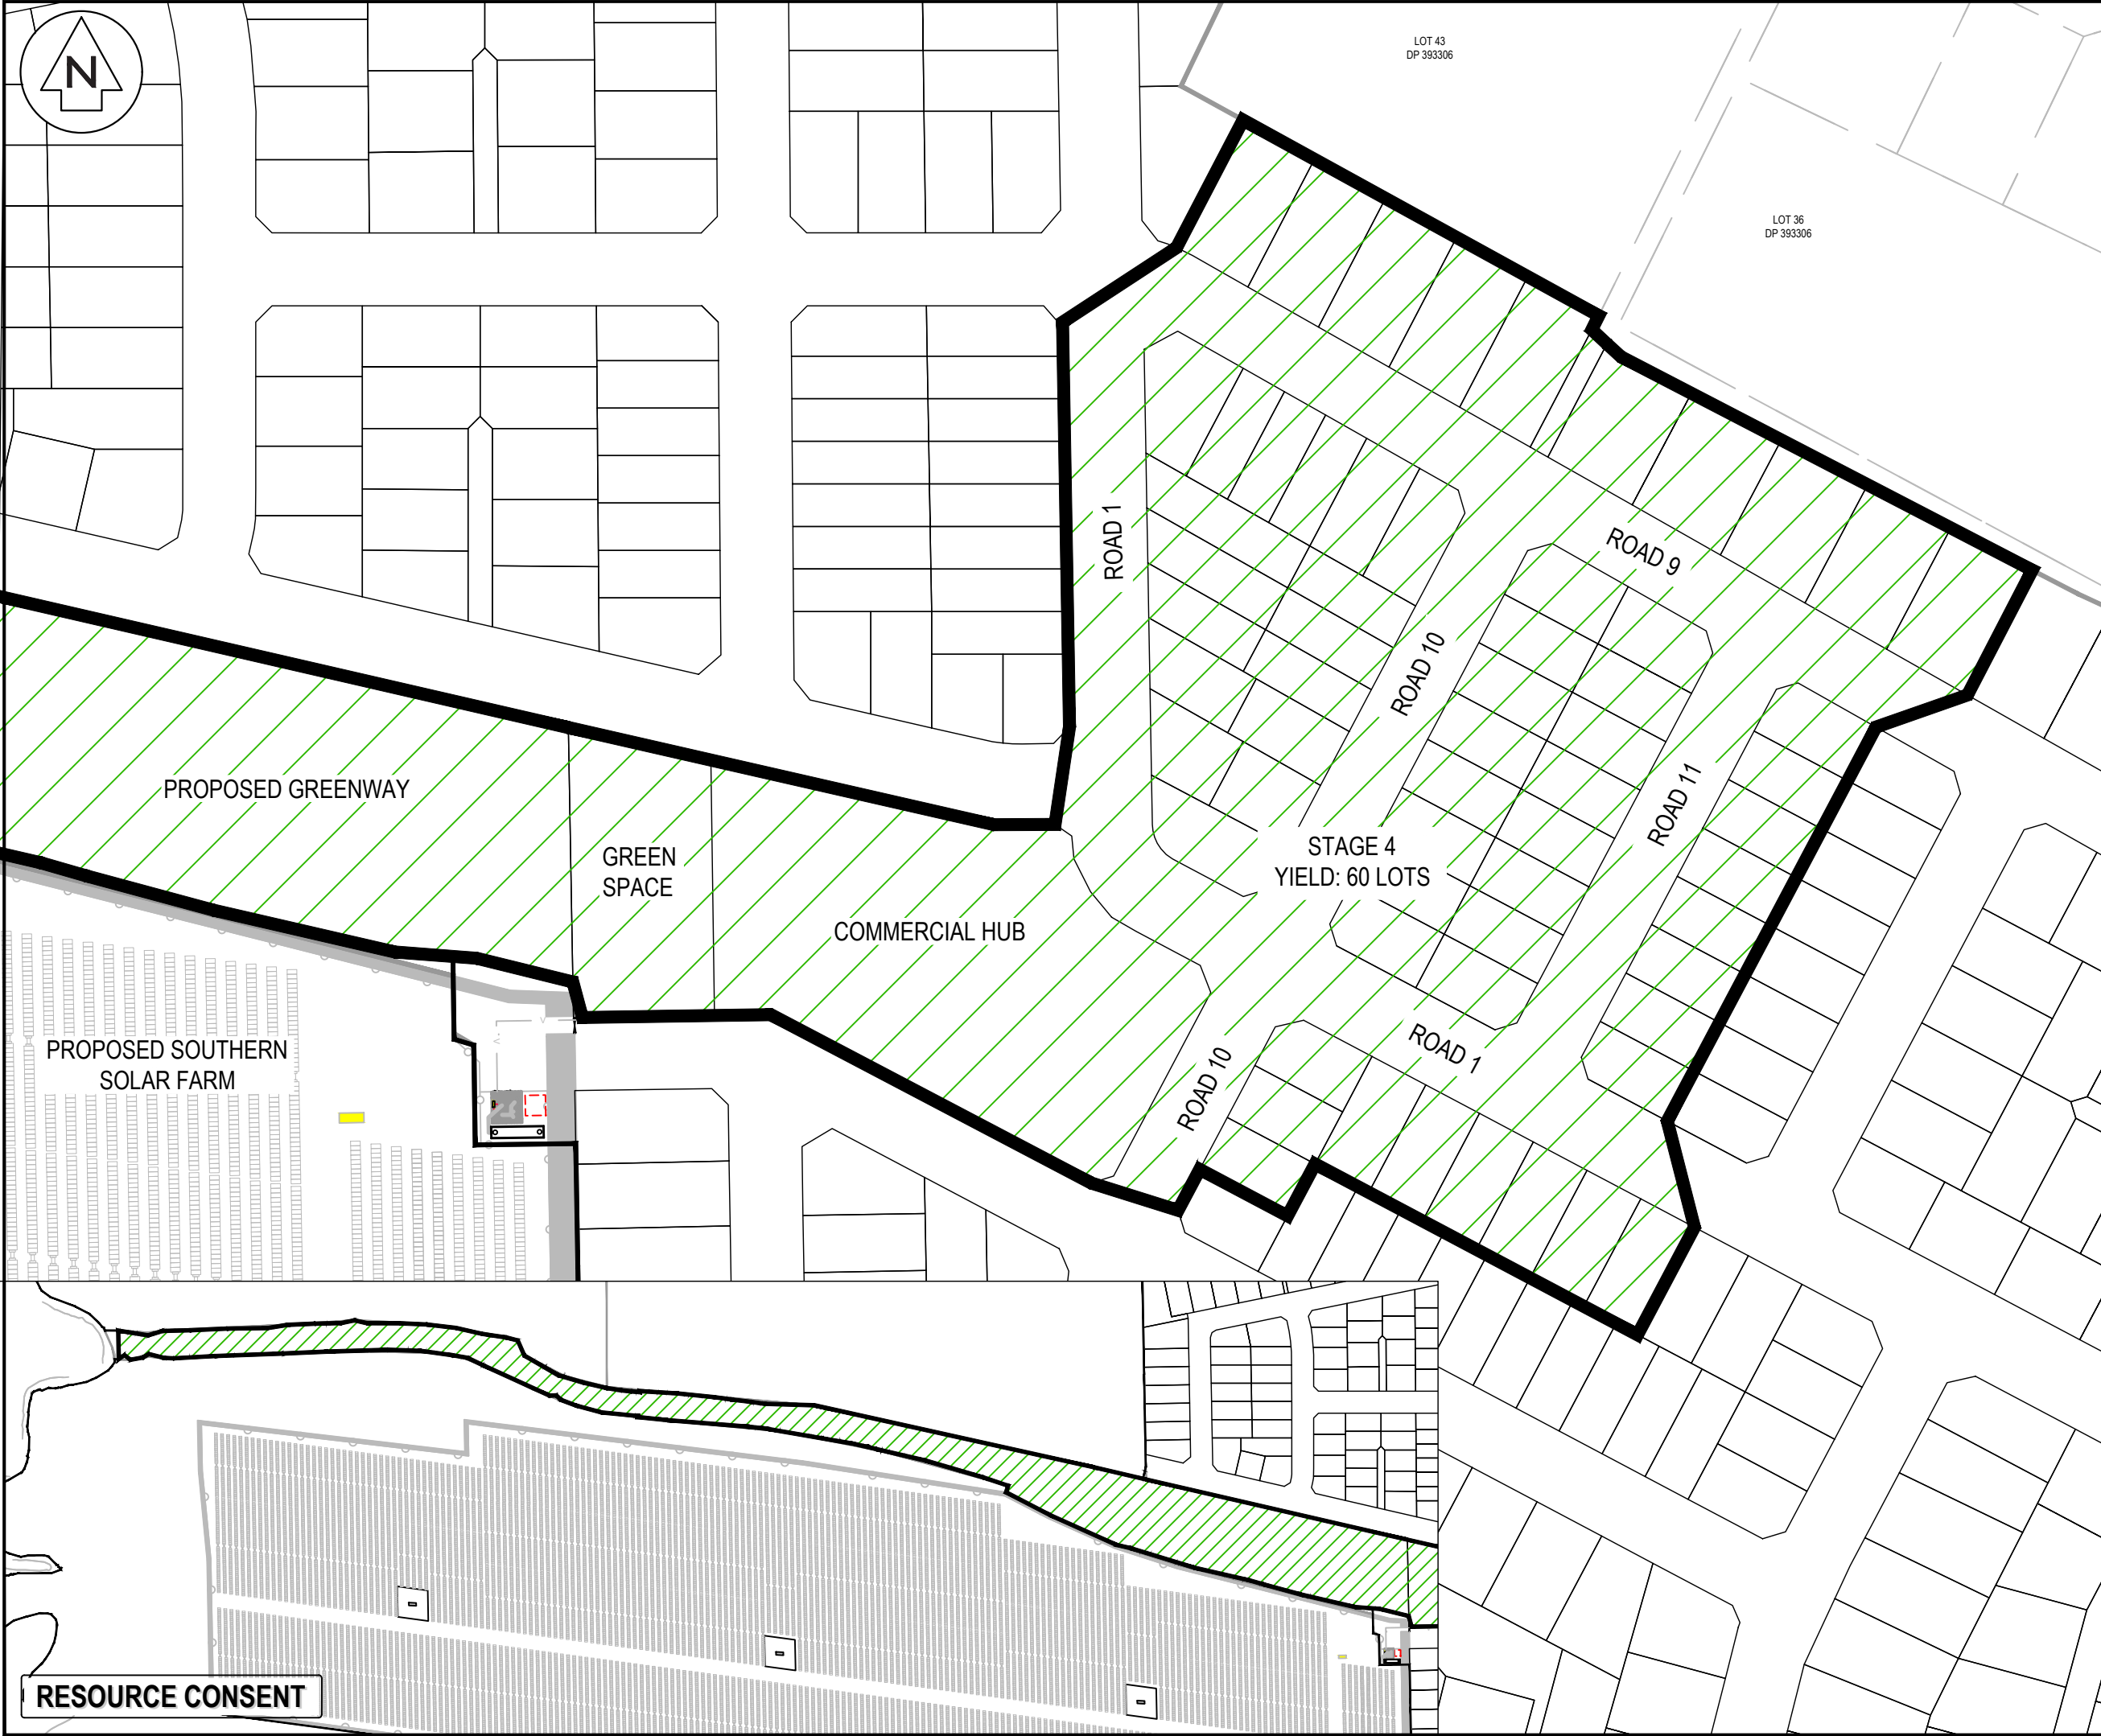 N
LOT 43
DP 393306
LOT 36
DP 393306
ROAD 1
ROAD 9
ROAD 10
ROAD 11
PROPOSED GREENWAY
GREEN
SPACE
COMMERCIAL HUB
STAGE 4
YIELD: 60 LOTS
ROAD 1
ROAD 10
PROPOSED SOUTHERN
SOLAR FARM
RESOURCE CONSENT